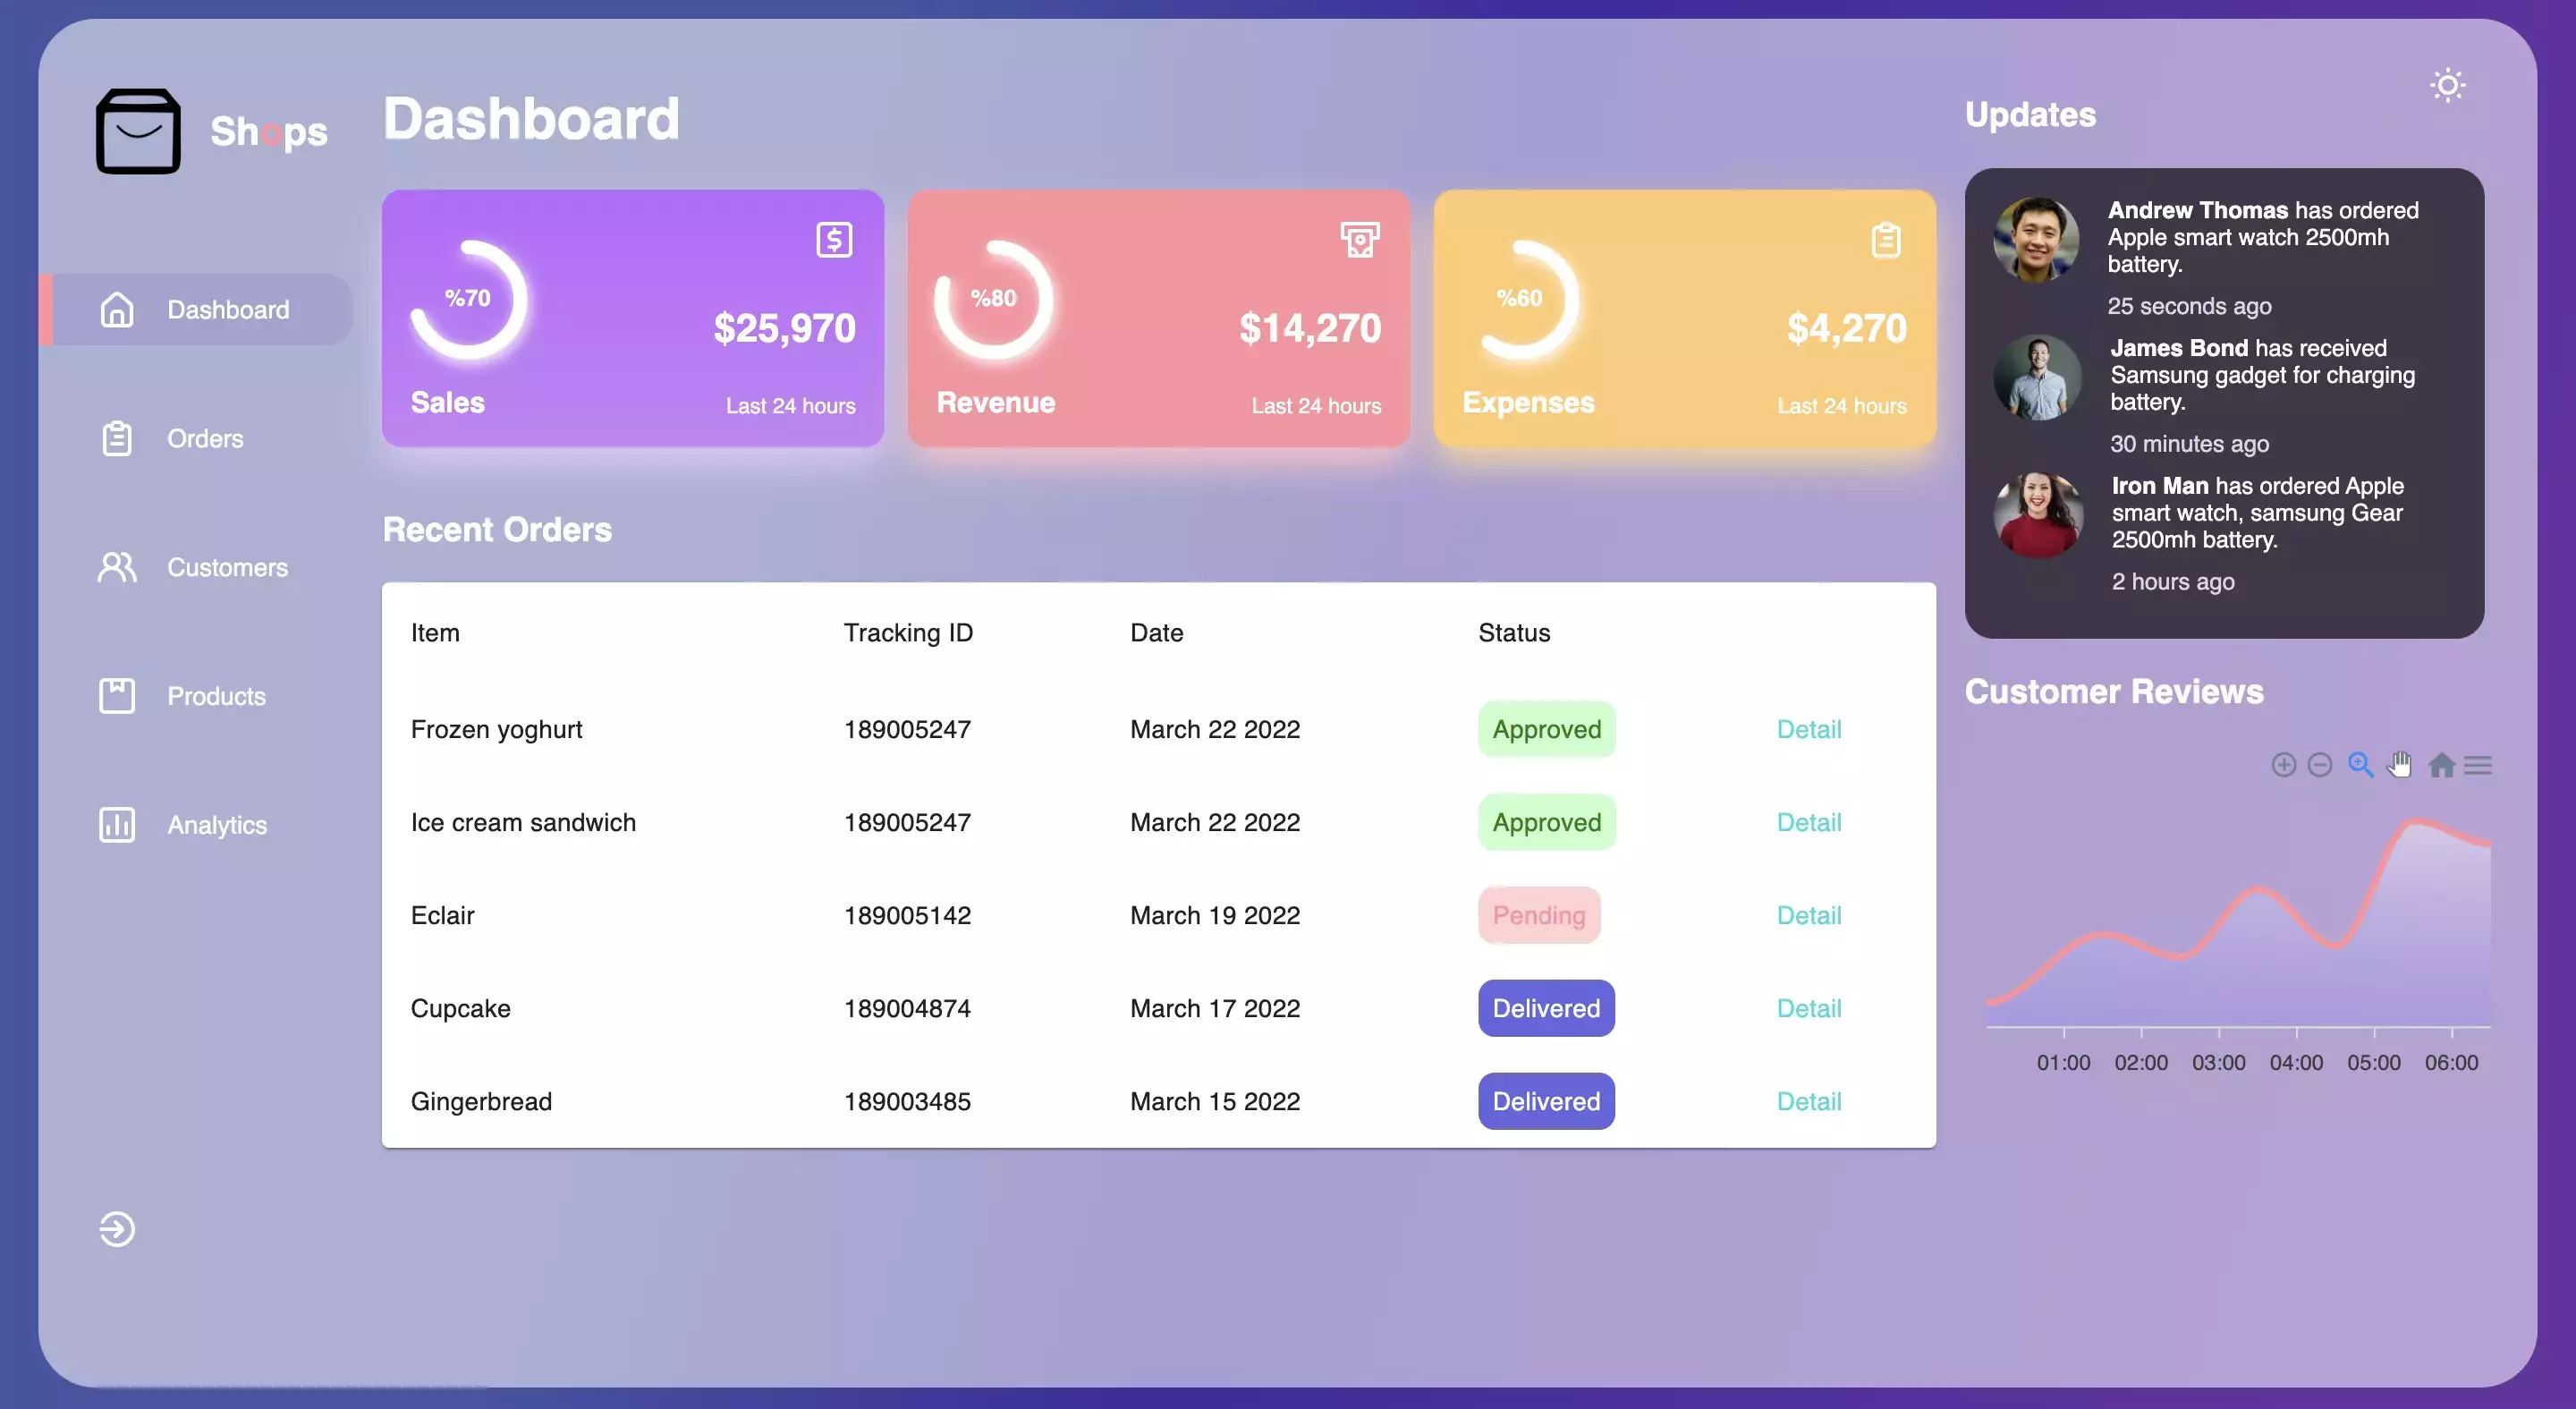 Shops
Dashboard
Orders
Customers
Products
Analytics
Dashboard
%70
$25,970
Sales
Last 24 hours
%80
$14,270
Revenue
Last 24 hours
%60
$4,270
Expenses
Last 24 hours
Recent Orders
Item Tracking ID Date Status
Frozen yoghurt 189005247 March 22 2022 Approved Detail
Ice cream sandwich 189005247 March 22 2022 Approved Detail
Eclair 189005142 March 19 2022 Pending Detail
Cupcake 189004874 March 17 2022 Delivered Detail
Gingerbread 189003485 March 15 2022 Delivered Detail
Updates
Andrew Thomas has ordered
Apple smart watch 2500mh
battery.
25 seconds ago
James Bond has received
Samsung gadget for charging
battery.
30 minutes ago
Iron Man has ordered Apple
smart watch, samsung Gear
2500mh battery.
2 hours ago
Customer Reviews
01:00 02:00 03:00 04:00 05:00 06:00